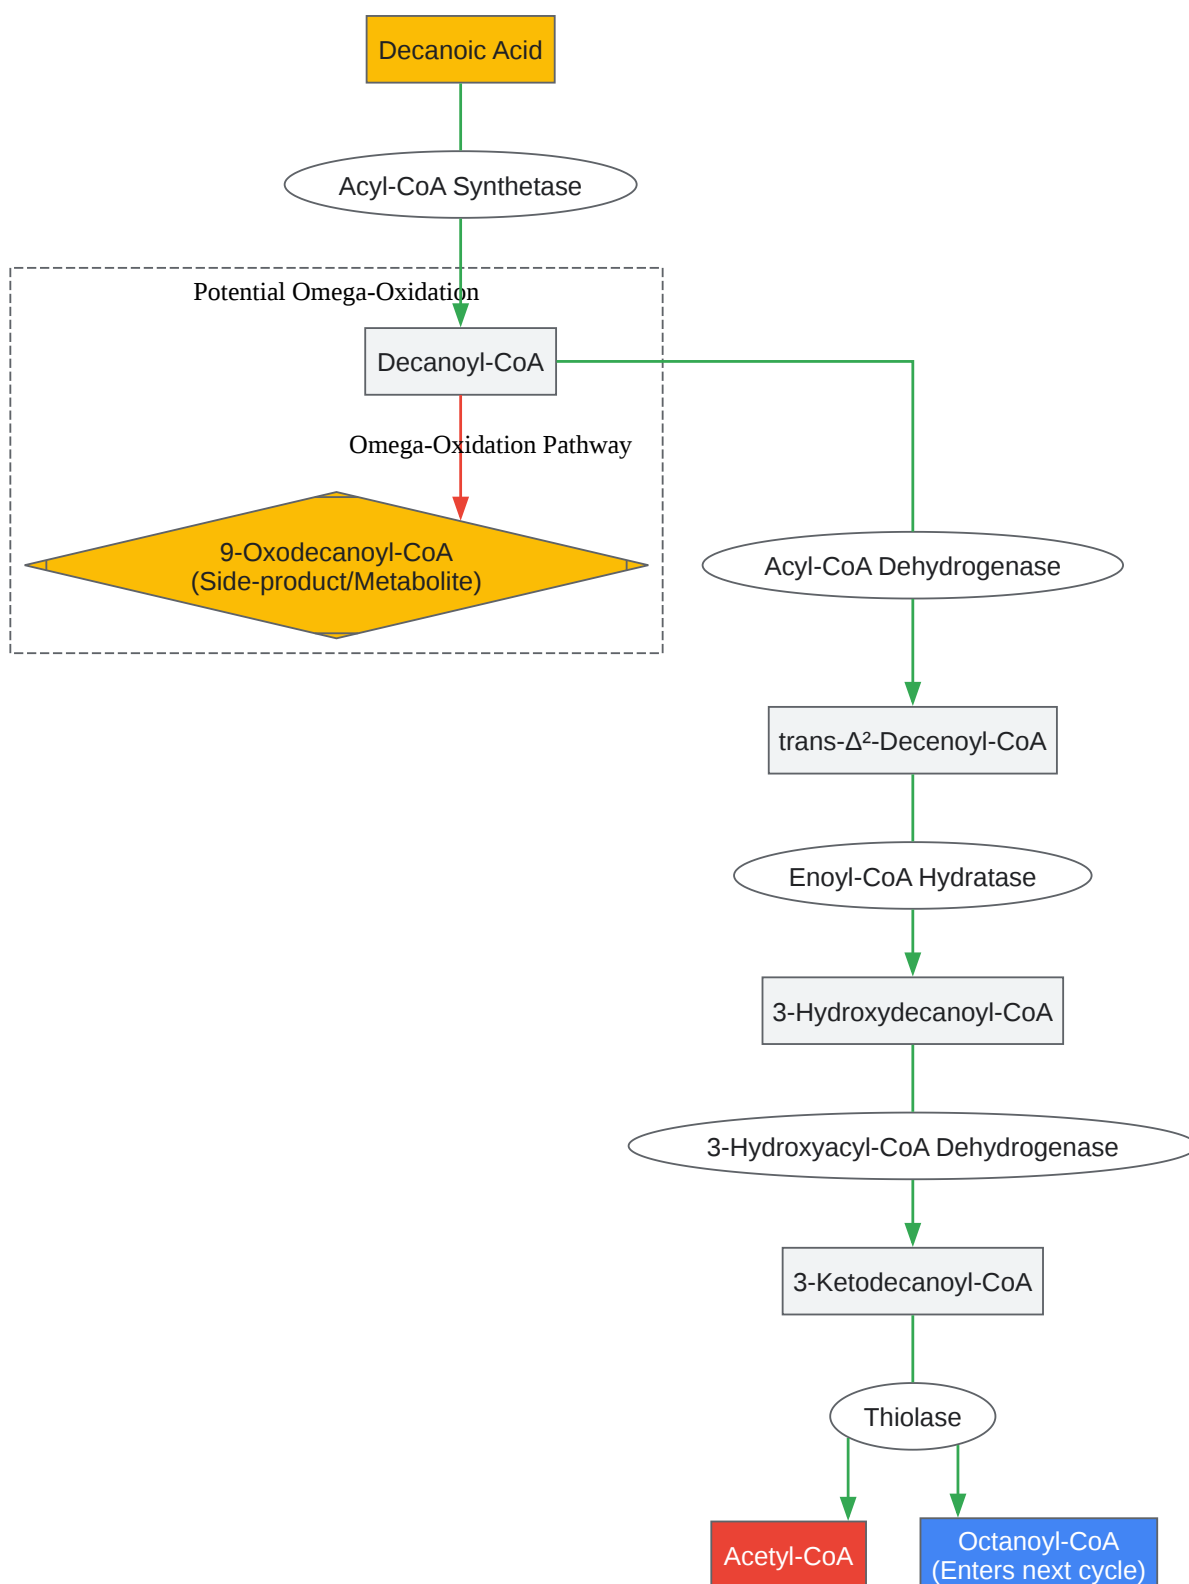 Decanoic Acid
Acyl-CoA Synthetase
Potential Omega-Oxidation
Decanoyl-CoA
Omega-Oxidation Pathway
9-Oxodecanoyl-CoA
(Side-product/Metabolite)
Acyl-CoA Dehydrogenase
trans-Δ²-Decenoyl-CoA
Enoyl-CoA Hydratase
3-Hydroxydecanoyl-CoA
3-Hydroxyacyl-CoA Dehydrogenase
3-Ketodecanoyl-CoA
Thiolase
Acetyl-CoA
Octanoyl-CoA
(Enters next cycle)